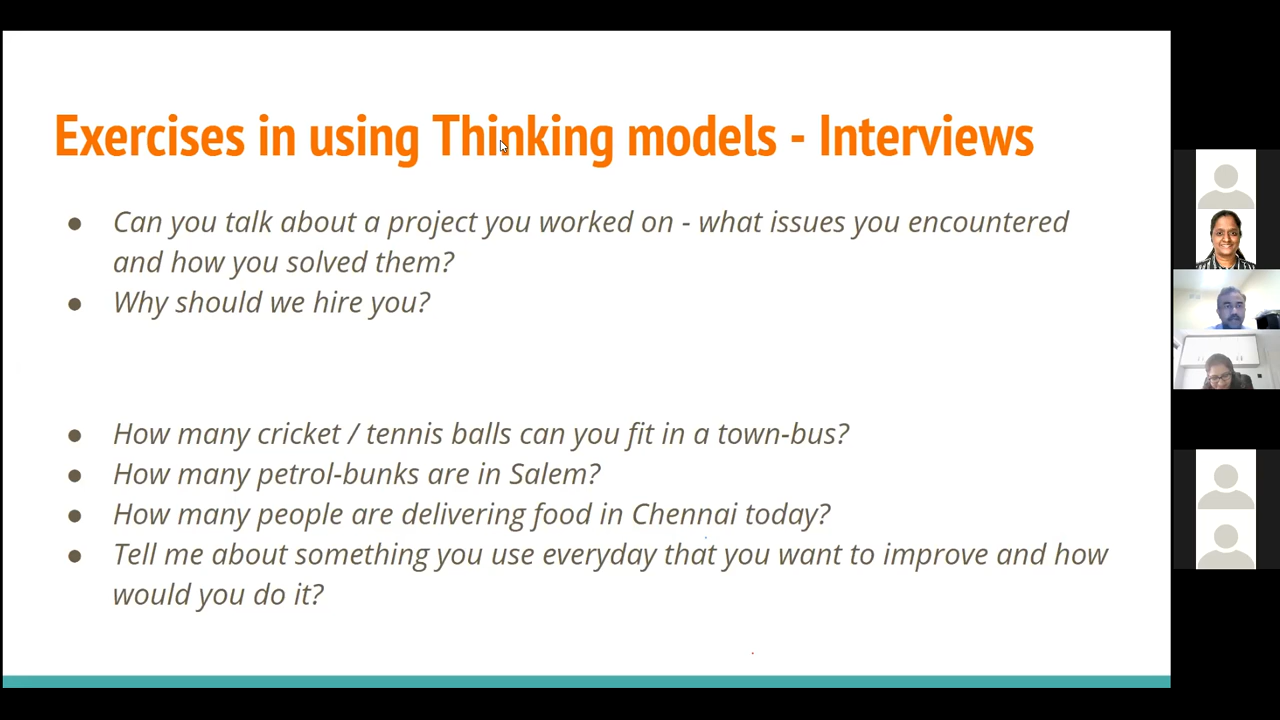 Exercises in using Thinking models - Interviews
● Can you talk about a project you worked on - what issues you encountered
and how you solved them?
● Why should we hire you?
● How many cricket / tennis balls can you fit in a town-bus?
● How many petrol-bunks are in Salem?
● How many people are delivering food in Chennai today?
● Tell me about something you use everyday that you want to improve and how
would you do it?